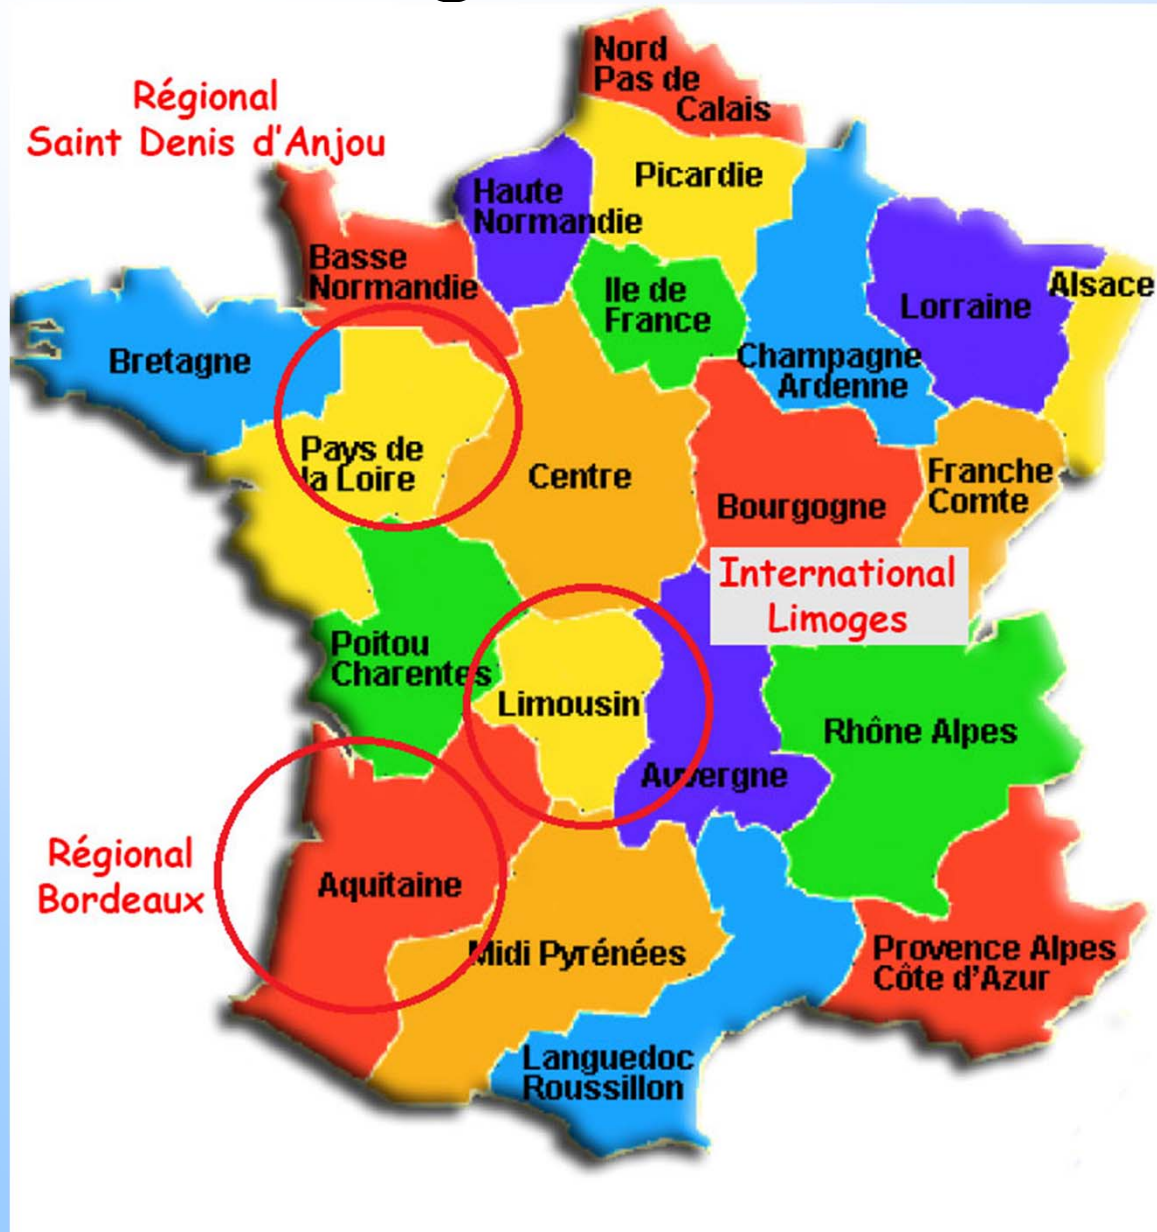 Nord
Pas de
Calais
Régional
Saint Denis d'Anjou
Picardie
Haute
Normandie
Basse
Normandie
Ile de
France
Lorraine
Alsace
Bretagne
Champagne
Ardenne
Pays de
la Loire
Centre
Bourgogne
Franche
Comte
International
Limoges
Poitou
Charentes
Limousin
Rhône Alpes
Auvergne
Régional
Bordeaux
Aquitaine
Midi Pyrénées
Provence Alpes
Côte d'Azur
Languedoc
Roussillon